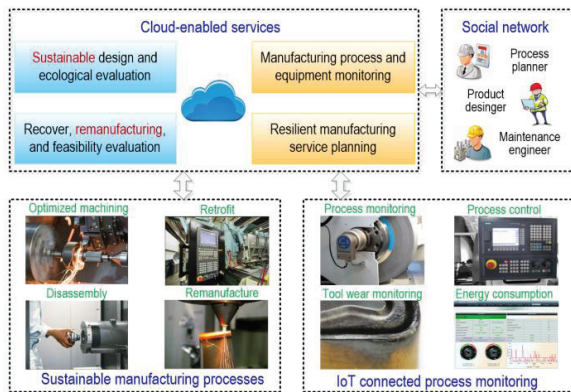 Cloud-enabled services
Sustainable design and
ecological evaluation
Manufacturing process and
equipment monitoring
Recover, remanufacturing,
and feasibility evaluation
Resilient manufacturing
service planning
Social network
Process
planner
Product
desinger
Maintenance
engineer
Optimized machining
Retrofit
Disassembly
Remanufacture
Sustainable manufacturing processes
Process monitoring
Process control
Tool wear monitoring
Energy consumption
IoT connected process monitoring